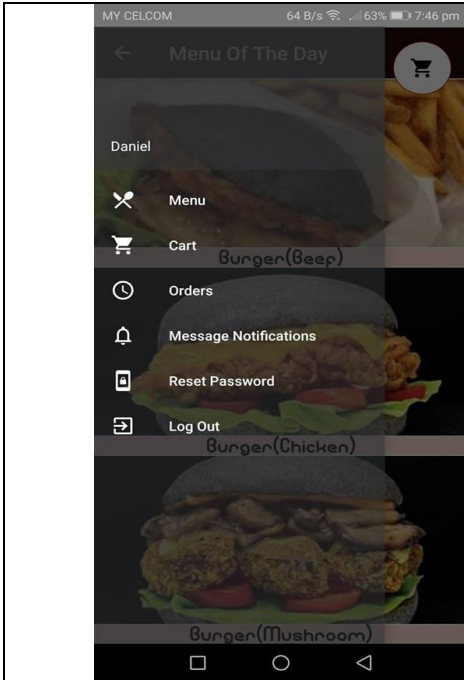 MY CELCOM 64 B/s 63% 7:46 pm
Menu Of The Day
Daniel
Menu
Cart
Burger(Beep)
Orders
Message Notifications
Reset Password
Log Out
Burger(Chicken)
Burger(Mushroom)